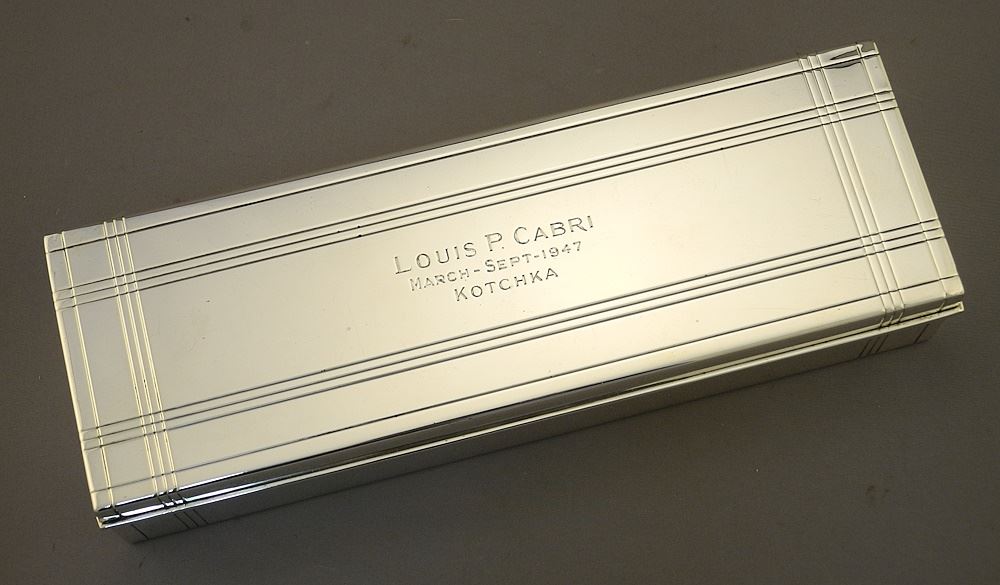 LOUIS P. CABRI
MARCH-SEPT-1947
KOTCHKA